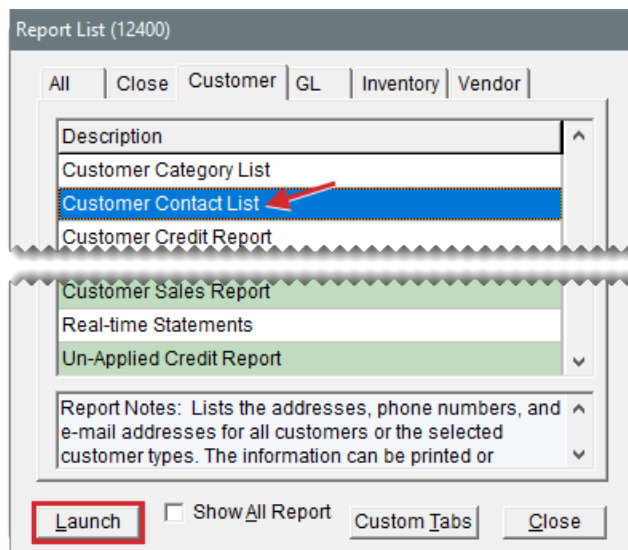 Report List (12400)
All Close Customer GL Inventory Vendor
Description
Customer Category List
Customer Contact List
Customer Credit Report
Customer Sales Report
Real-time Statements
Un-Applied Credit Report
Report Notes: Lists the addresses, phone numbers, and
e-mail addresses for all customers or the selected
customer types. The information can be printed or
Launch Show All Report Custom Tabs Close